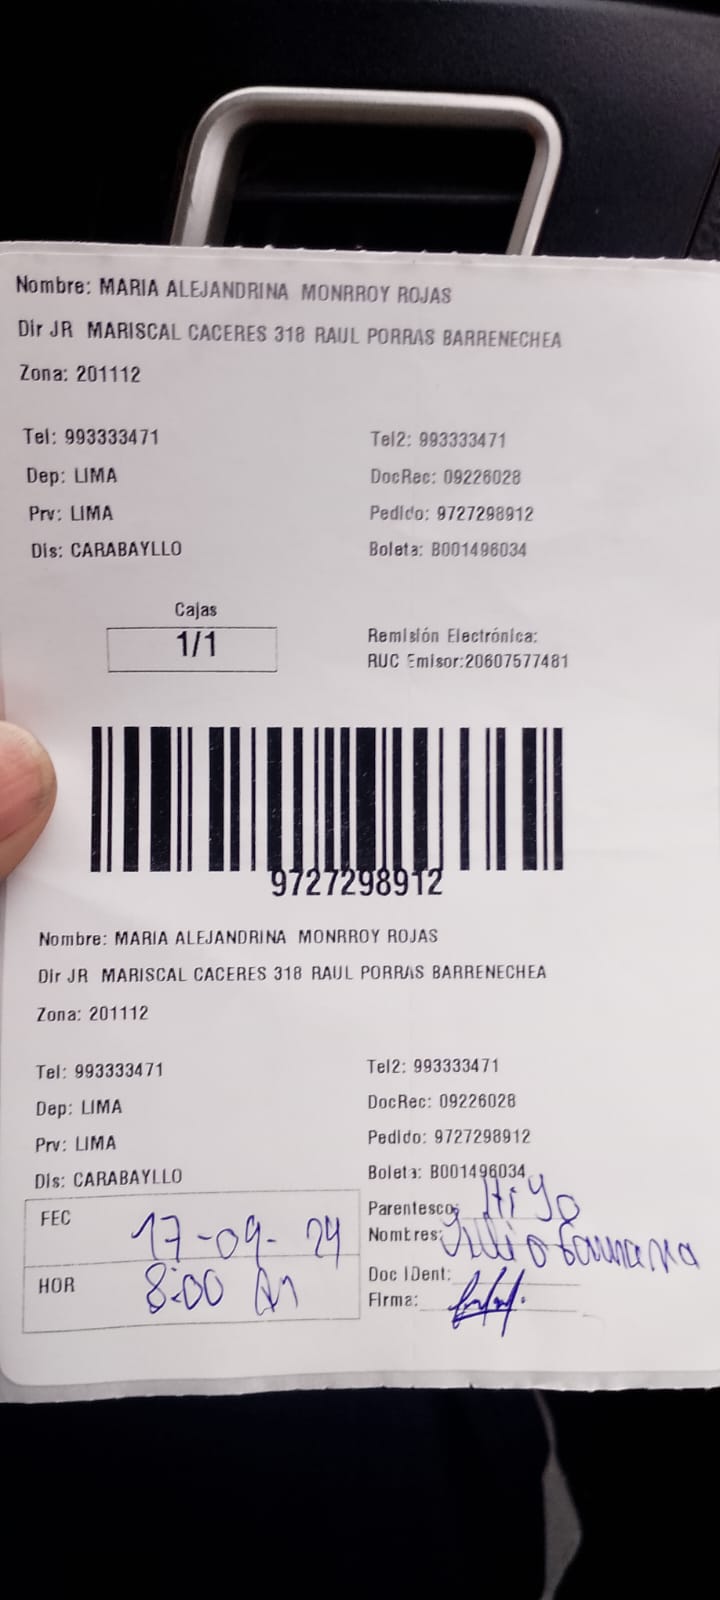 Nombre: MARIA ALEJANDRINA MONRROY ROJAS
Dir JR MARISCAL CACERES 318 RAUL PORRAS BARRENECHEA
Zona: 201112
Tel: 993333471 Tel2: 993333471
Dep: LIMA DocRec: 09226028
Prv: LIMA Pedido: 9727298912
Dis: CARABAYLLO Boleta: B001496034
Cajas
1/1
Remisión Electrónica:
RUC Emisor:20607577481
9727298912
Nombre: MARIA ALEJANDRINA MONRROY ROJAS
Dir JR MARISCAL CACERES 318 RAUL PORRAS BARRENECHEA
Zona: 201112
Tel: 993333471 Tel2: 993333471
Dep: LIMA DocRec: 09226028
Prv: LIMA Pedido: 9727298912
Dis: CARABAYLLO Boleta: B001496034
FEC 17-09-24 Parentesco: Hijo
Nombres: Julio
HOR 8:00 Am Doc IDent:
Firma: